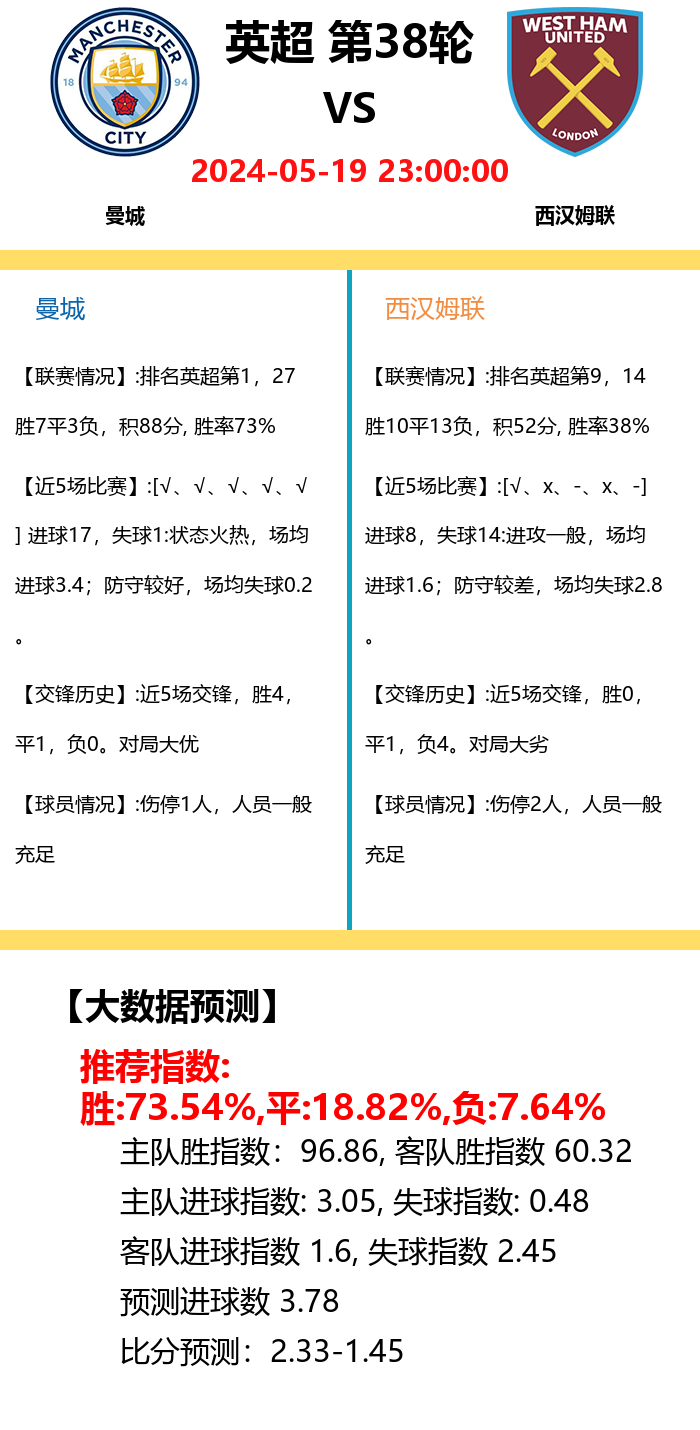 MANCHESTER
18 94
CITY
英超 第38轮
VS
WEST HAM
UNITED
LONDON
2024-05-19 23:00:00
曼城
西汉姆联
曼城
【联赛情况】:排名英超第1，27
胜7平3负，积88分, 胜率73%
【近5场比赛】:[√、√、√、√、√
] 进球17，失球1:状态火热，场均
进球3.4；防守较好，场均失球0.2
。
【交锋历史】:近5场交锋，胜4，
平1，负0。对局大优
【球员情况】:伤停1人，人员一般
充足
西汉姆联
【联赛情况】:排名英超第9，14
胜10平13负，积52分, 胜率38%
【近5场比赛】:[√、x、-、x、-]
进球8，失球14:进攻一般，场均
进球1.6；防守较差，场均失球2.8
。
【交锋历史】:近5场交锋，胜0，
平1，负4。对局大劣
【球员情况】:伤停2人，人员一般
充足
【大数据预测】
推荐指数:
胜:73.54%,平:18.82%,负:7.64%
主队胜指数：96.86, 客队胜指数 60.32
主队进球指数: 3.05, 失球指数: 0.48
客队进球指数 1.6, 失球指数 2.45
预测进球数 3.78
比分预测：2.33-1.45